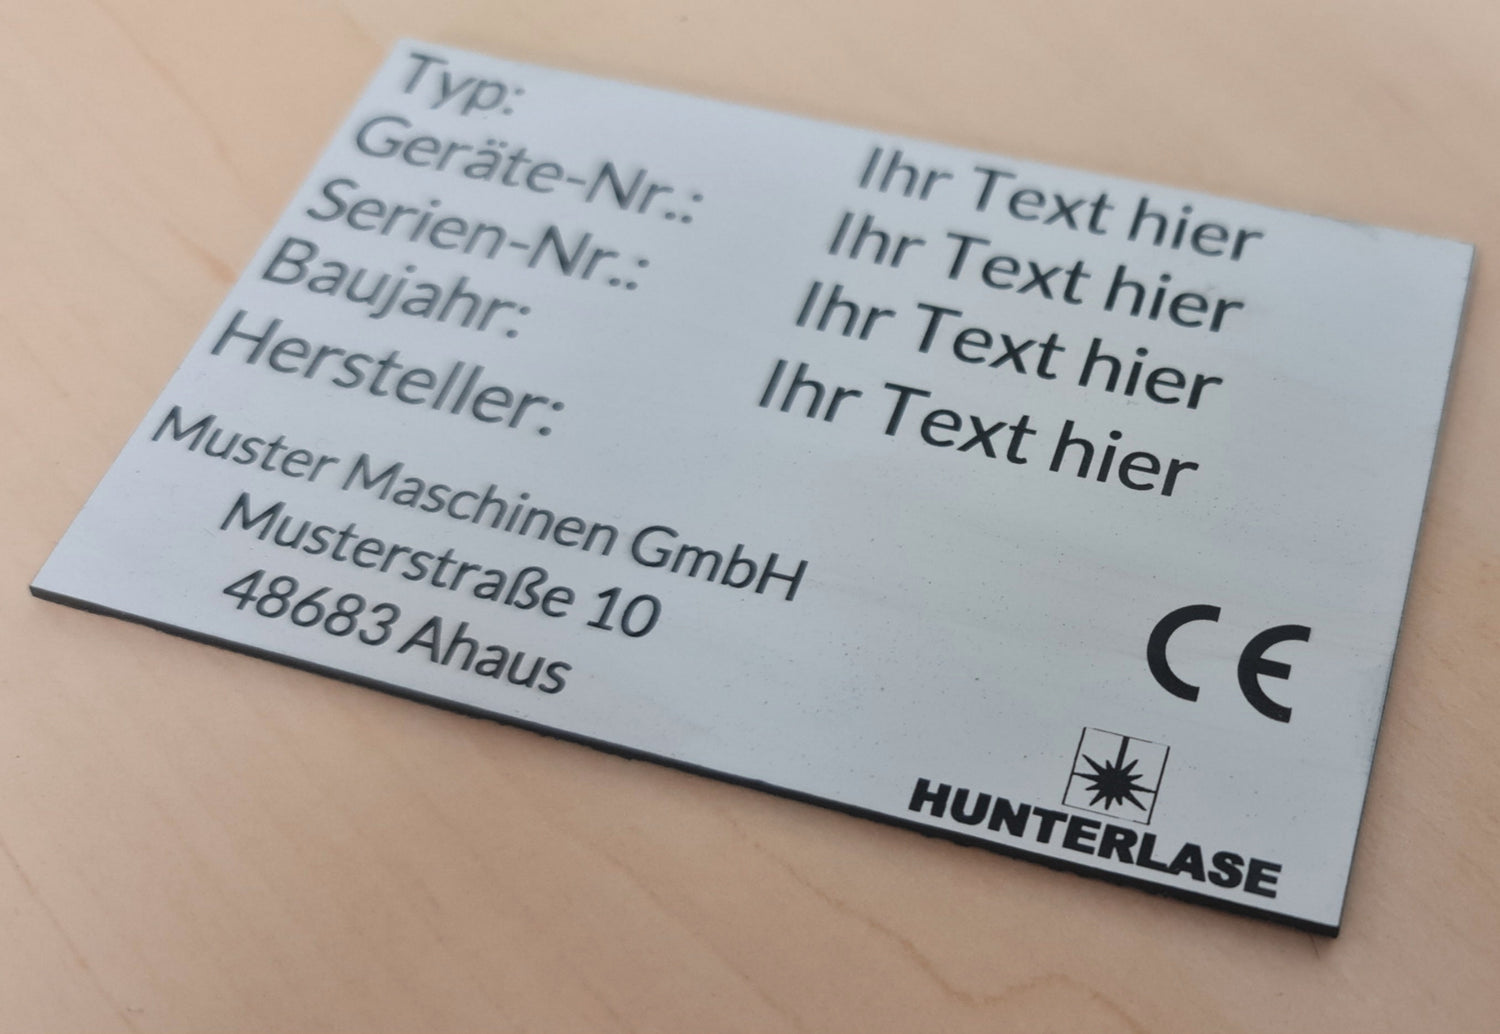 Typ: Ihr Text hier
Geräte-Nr.: Ihr Text hier
Serien-Nr.: Ihr Text hier
Baujahr: Ihr Text hier
Hersteller:
Muster Maschinen GmbH
Musterstraße 10
48683 Ahaus
CE
HUNTERLASE